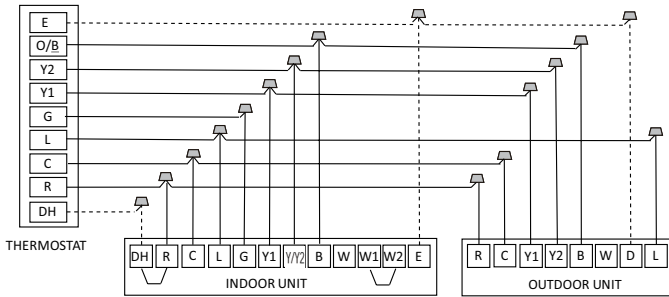 E
O/B
Y2
Y1
G
L
C
R
DH
THERMOSTAT
DH R C L G Y1 Y/Y2 B W W1 W2 E
INDOOR UNIT
R C Y1 Y2 B W D L
OUTDOOR UNIT